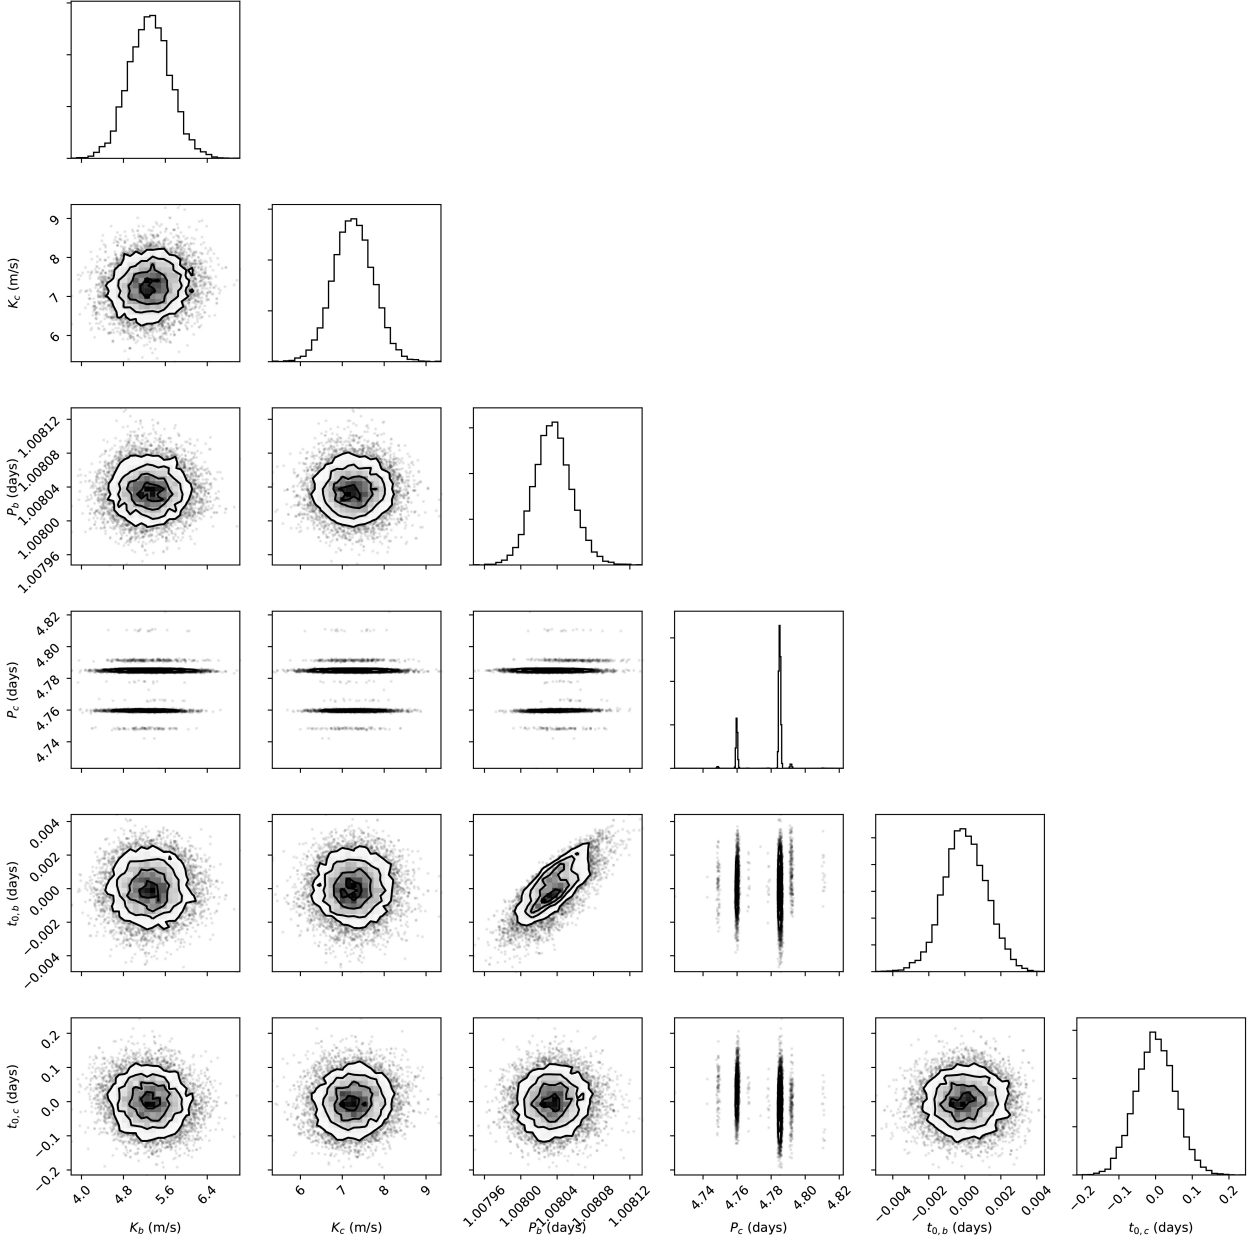 9
8
7
6
K_c (m/s)
1.00812
1.00808
1.00804
1.00800
1.00796
P_b (days)
4.82
4.80
4.78
4.76
4.74
P_c (days)
0.004
0.002
0.000
−0.002
−0.004
t_{0,b} (days)
0.2
0.1
0.0
−0.1
−0.2
t_{0,c} (days)
4.0 4.8 5.6 6.4
6 7 8 9
1.00796 1.00800 1.00804 1.00808 1.00812
4.74 4.76 4.78 4.80 4.82
−0.004 −0.002 0.000 0.002 0.004
−0.2 −0.1 0.0 0.1 0.2
K_b (m/s)
K_c (m/s)
P_b (days)
P_c (days)
t_{0,b} (days)
t_{0,c} (days)